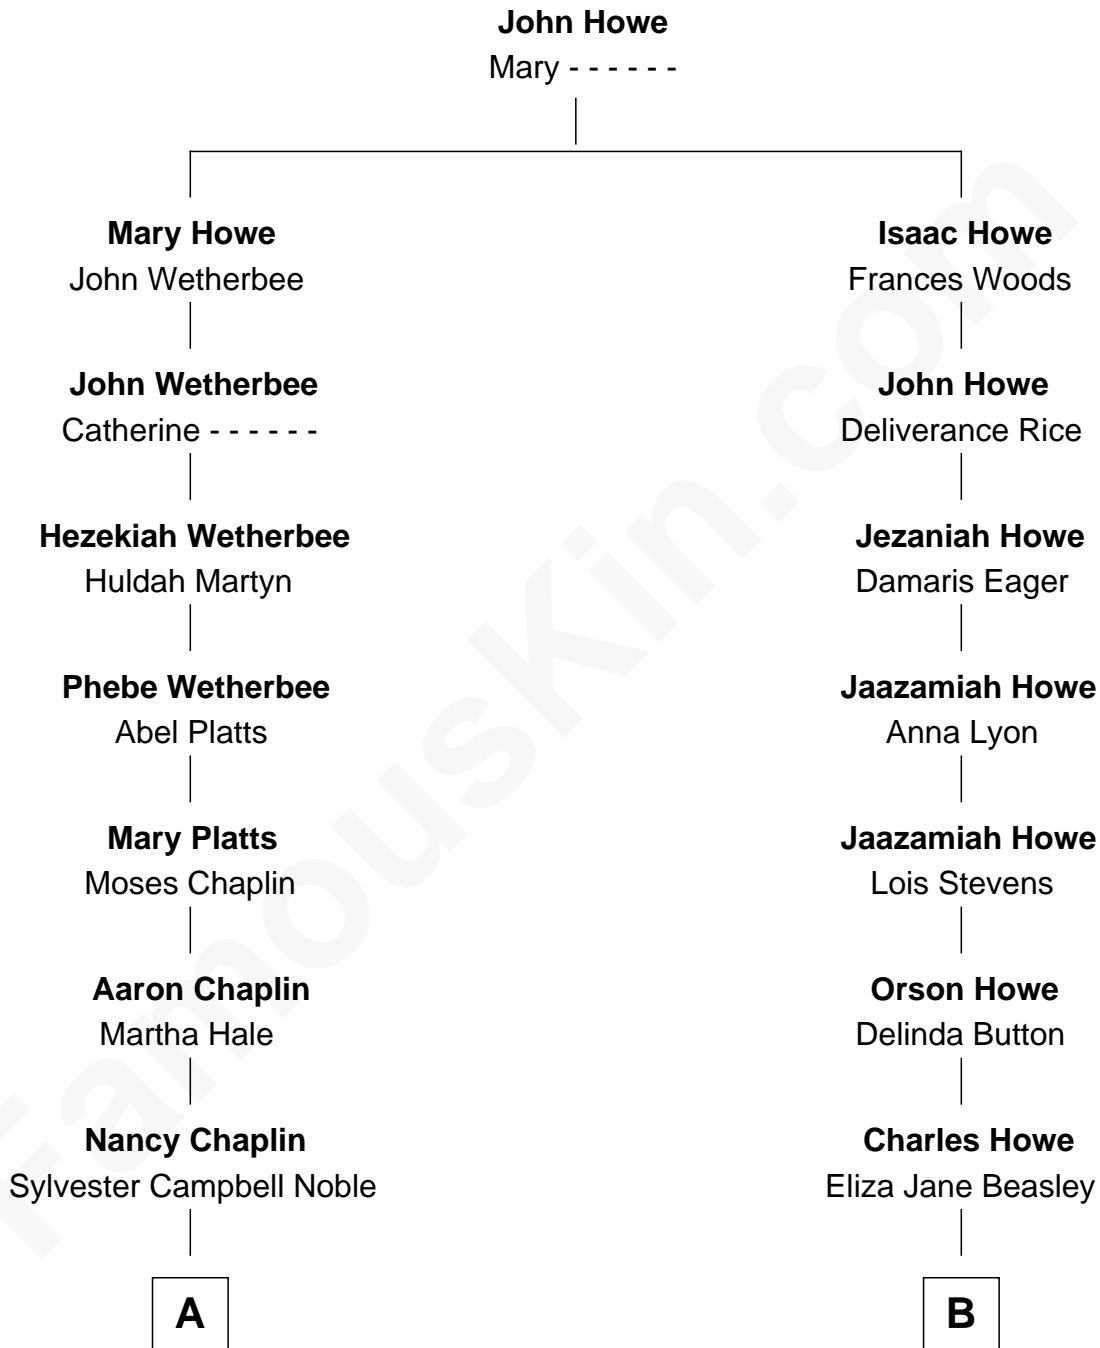 John Howe
Mary - - - - - -
Mary Howe
John Wetherbee
Isaac Howe
Frances Woods
John Wetherbee
Catherine - - - - - -
John Howe
Deliverance Rice
Hezekiah Wetherbee
Huldah Martyn
Jezaniah Howe
Damaris Eager
Phebe Wetherbee
Abel Platts
Jaazamiah Howe
Anna Lyon
Mary Platts
Moses Chaplin
Jaazamiah Howe
Lois Stevens
Aaron Chaplin
Martha Hale
Orson Howe
Delinda Button
Nancy Chaplin
Sylvester Campbell Noble
Charles Howe
Eliza Jane Beasley
A
B
FamousKin.com